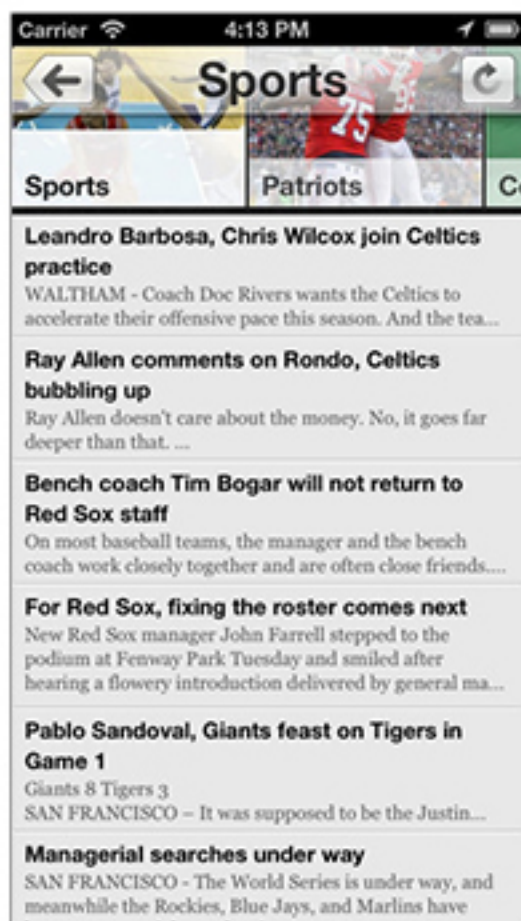 Carrier 4:13 PM
Sports
75
Sports Patriots
Leandro Barbosa, Chris Wilcox join Celtics
practice
WALTHAM - Coach Doc Rivers wants the Celtics to
accelerate their offensive pace this season. And the tea...
Ray Allen comments on Rondo, Celtics
bubbling up
Ray Allen doesn't care about the money. No, it goes far
deeper than that. ...
Bench coach Tim Bogar will not return to
Red Sox staff
On most baseball teams, the manager and the bench
coach work closely together and are often close friends....
For Red Sox, fixing the roster comes next
New Red Sox manager John Farrell stepped to the
podium at Fenway Park Tuesday and smiled after
hearing a flowery introduction delivered by general ma...
Pablo Sandoval, Giants feast on Tigers in
Game 1
Giants 8 Tigers 3
SAN FRANCISCO – It was supposed to be the Justin...
Managerial searches under way
SAN FRANCISCO - The World Series is under way, and
meanwhile the Rockies, Blue Jays, and Marlins have